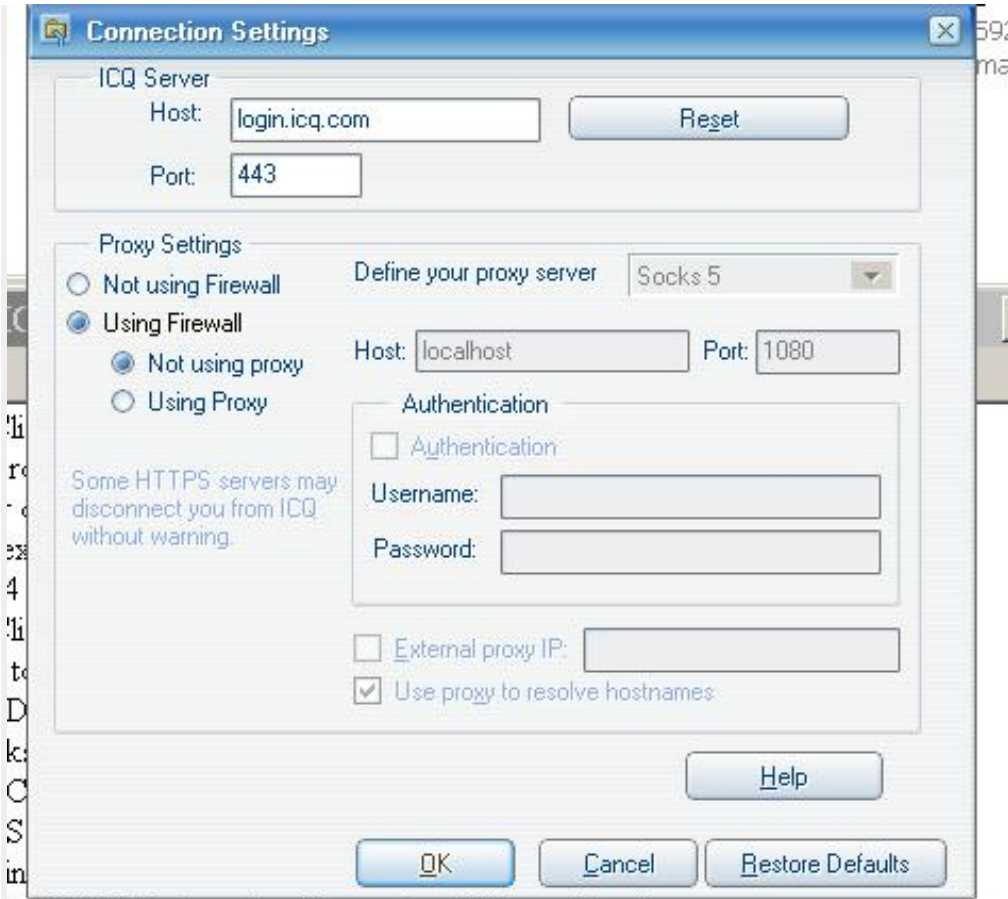 Connection Settings
592
ma
ICQ Server
Host: login.icq.com Reset
Port: 443
Proxy Settings
Not using Firewall
Define your proxy server Socks 5
Using Firewall
Not using proxy
Host: localhost Port: 1080
Using Proxy
Authentication
Authentication
Some HTTPS servers may
disconnect you from ICQ
without warning.
Username:
Password:
External proxy IP:
Use proxy to resolve hostnames
Help
OK Cancel Restore Defaults